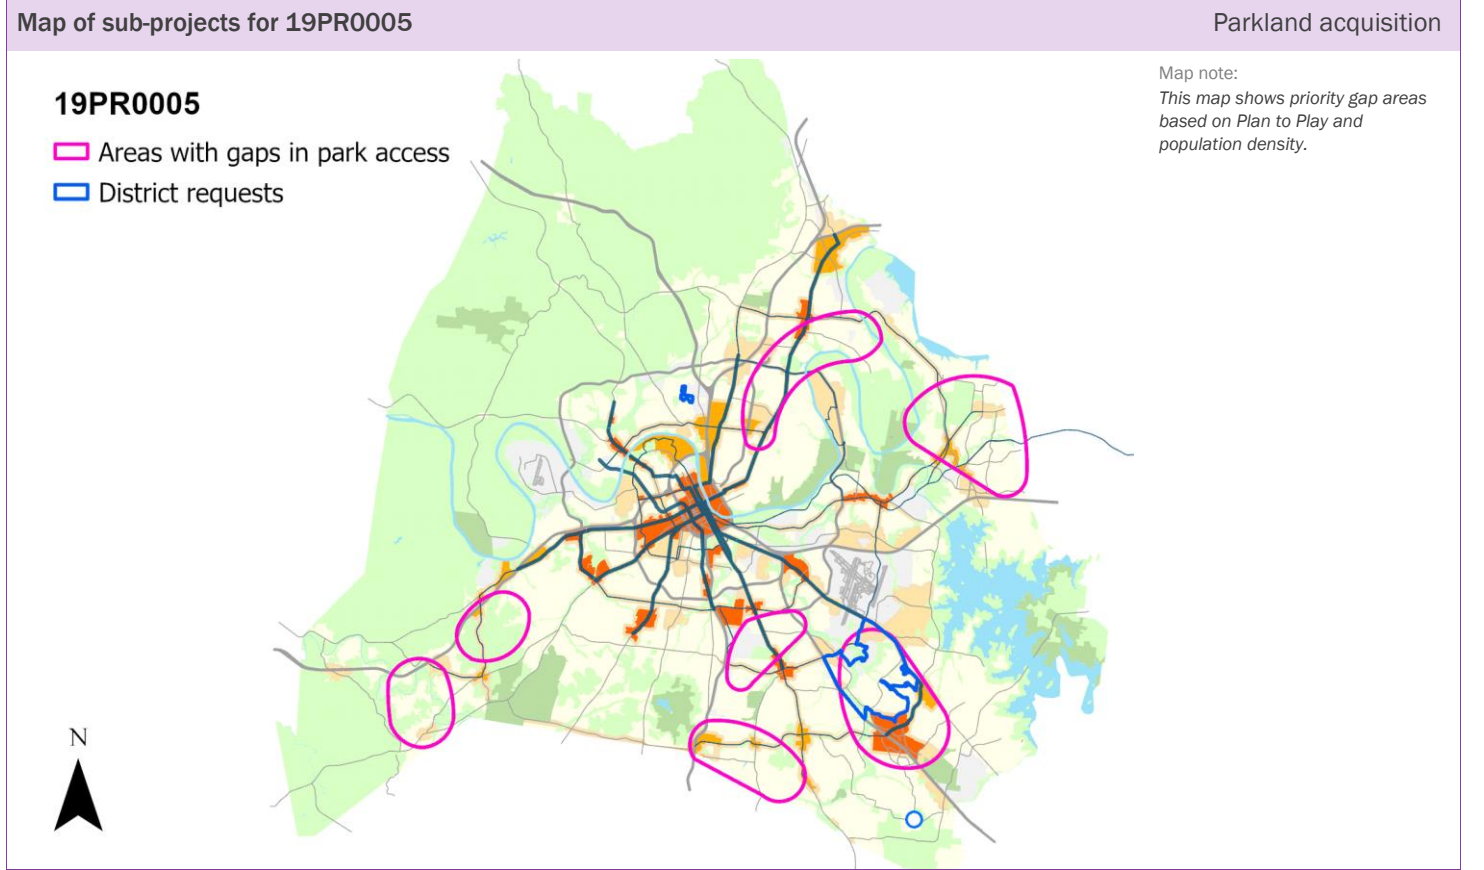 Map of sub-projects for 19PR0005
Parkland acquisition
Map note:
This map shows priority gap areas
based on Plan to Play and
population density.
19PR0005
Areas with gaps in park access
District requests
N